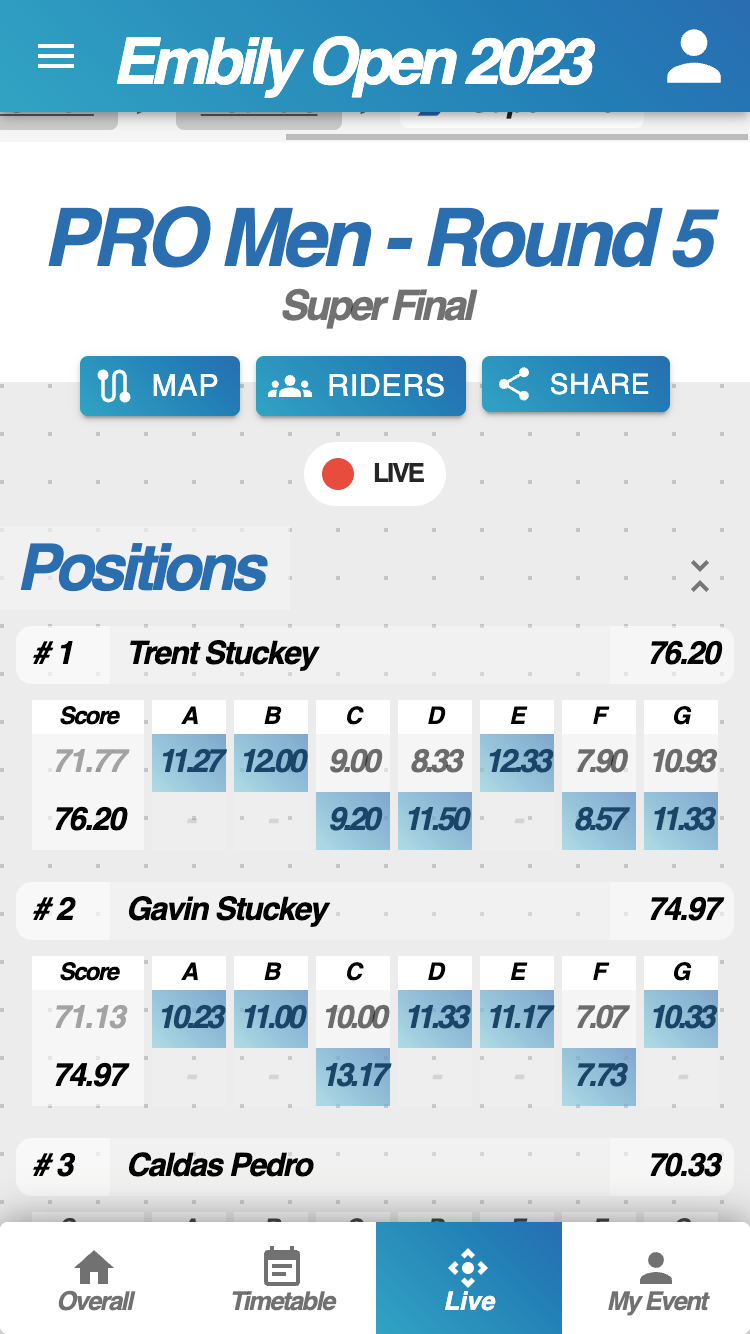 Embily Open 2023
PRO Men - Round 5
Super Final
MAP RIDERS SHARE
LIVE
Positions
# 1 Trent Stuckey 76.20
Score A B C D E F G
71.77 11.27 12.00 9.00 8.33 12.33 7.90 10.93
76.20 - - 9.20 11.50 - 8.57 11.33
# 2 Gavin Stuckey 74.97
Score A B C D E F G
71.13 10.23 11.00 10.00 11.33 11.17 7.07 10.33
74.97 - - 13.17 - - 7.73 -
# 3 Caldas Pedro 70.33
Overall Timetable Live My Event